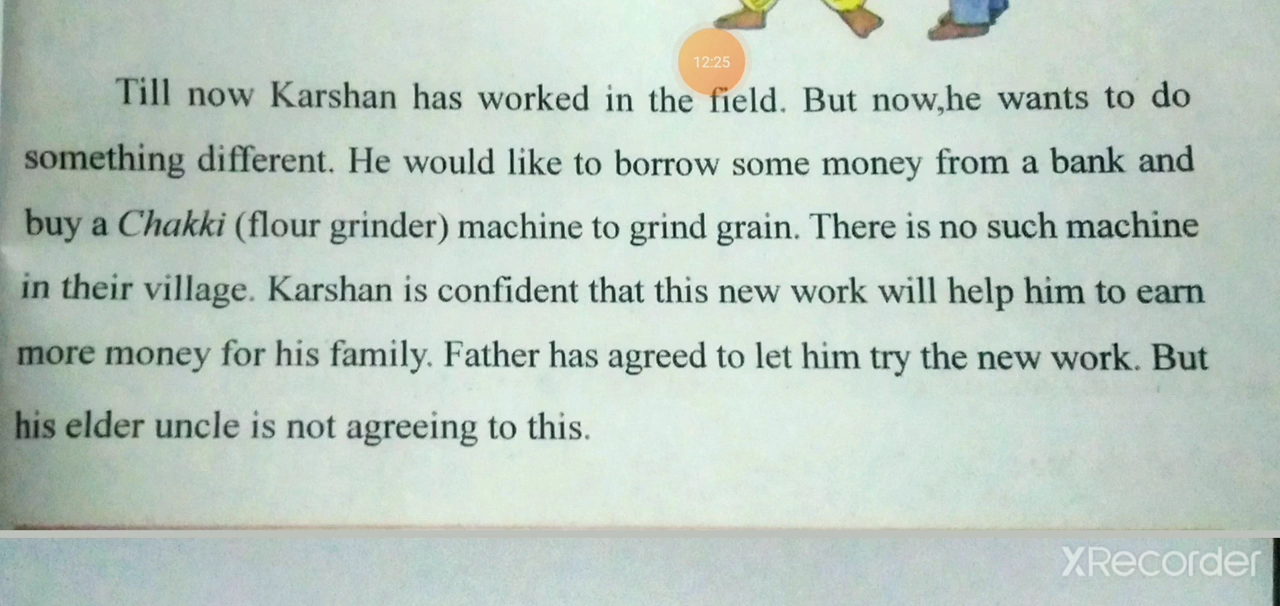 12:25
Till now Karshan has worked in the field. But now,he wants to do
something different. He would like to borrow some money from a bank and
buy a Chakki (flour grinder) machine to grind grain. There is no such machine
in their village. Karshan is confident that this new work will help him to earn
more money for his family. Father has agreed to let him try the new work. But
his elder uncle is not agreeing to this.
XRecorder